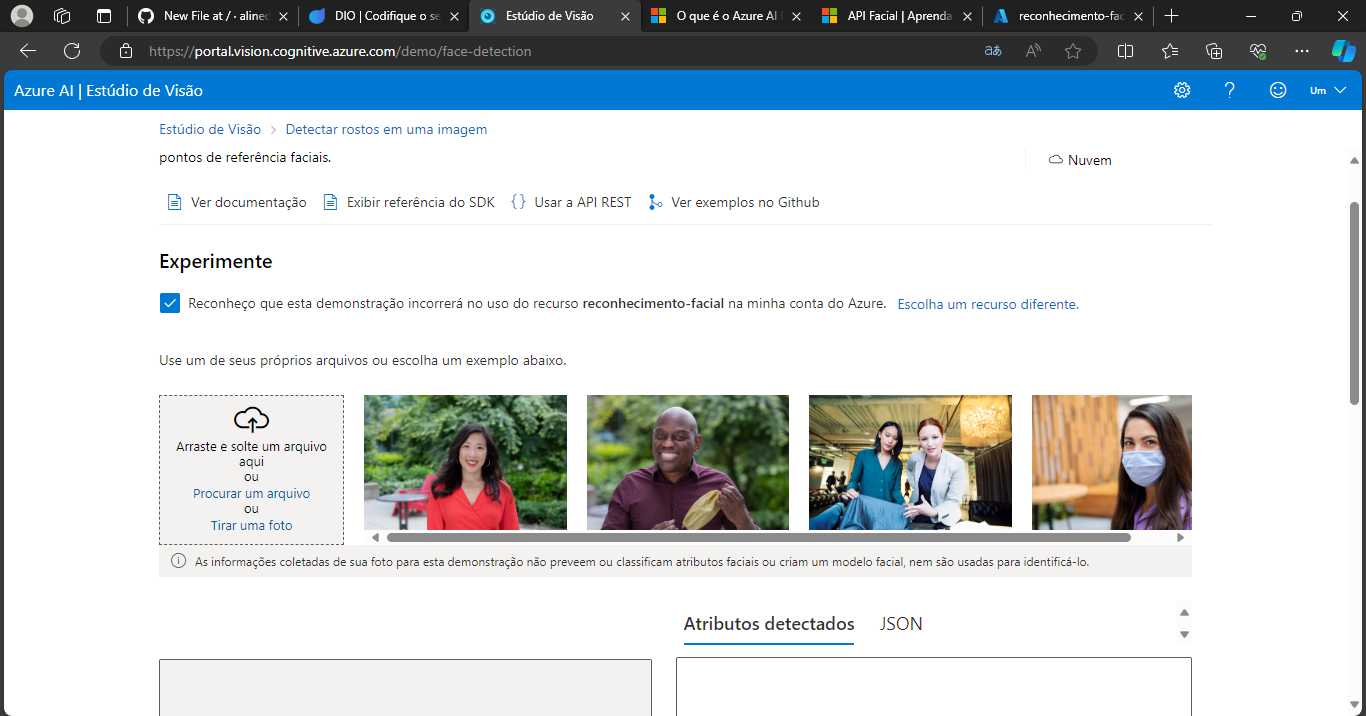 New File at / · aline
DIO | Codifique o se
Estúdio de Visão
O que é o Azure AI
API Facial | Aprenda
reconhecimento-fac
https://portal.vision.cognitive.azure.com/demo/face-detection
Azure AI | Estúdio de Visão
Um
Estúdio de Visão > Detectar rostos em uma imagem
pontos de referência faciais.
Nuvem
Ver documentação
Exibir referência do SDK
{} Usar a API REST
Ver exemplos no Github
Experimente
Reconheço que esta demonstração incorrerá no uso do recurso reconhecimento-facial na minha conta do Azure. Escolha um recurso diferente.
Use um de seus próprios arquivos ou escolha um exemplo abaixo.
Arraste e solte um arquivo
aqui
ou
Procurar um arquivo
ou
Tirar uma foto
As informações coletadas de sua foto para esta demonstração não preveem ou classificam atributos faciais ou criam um modelo facial, nem são usadas para identificá-lo.
Atributos detectados
JSON